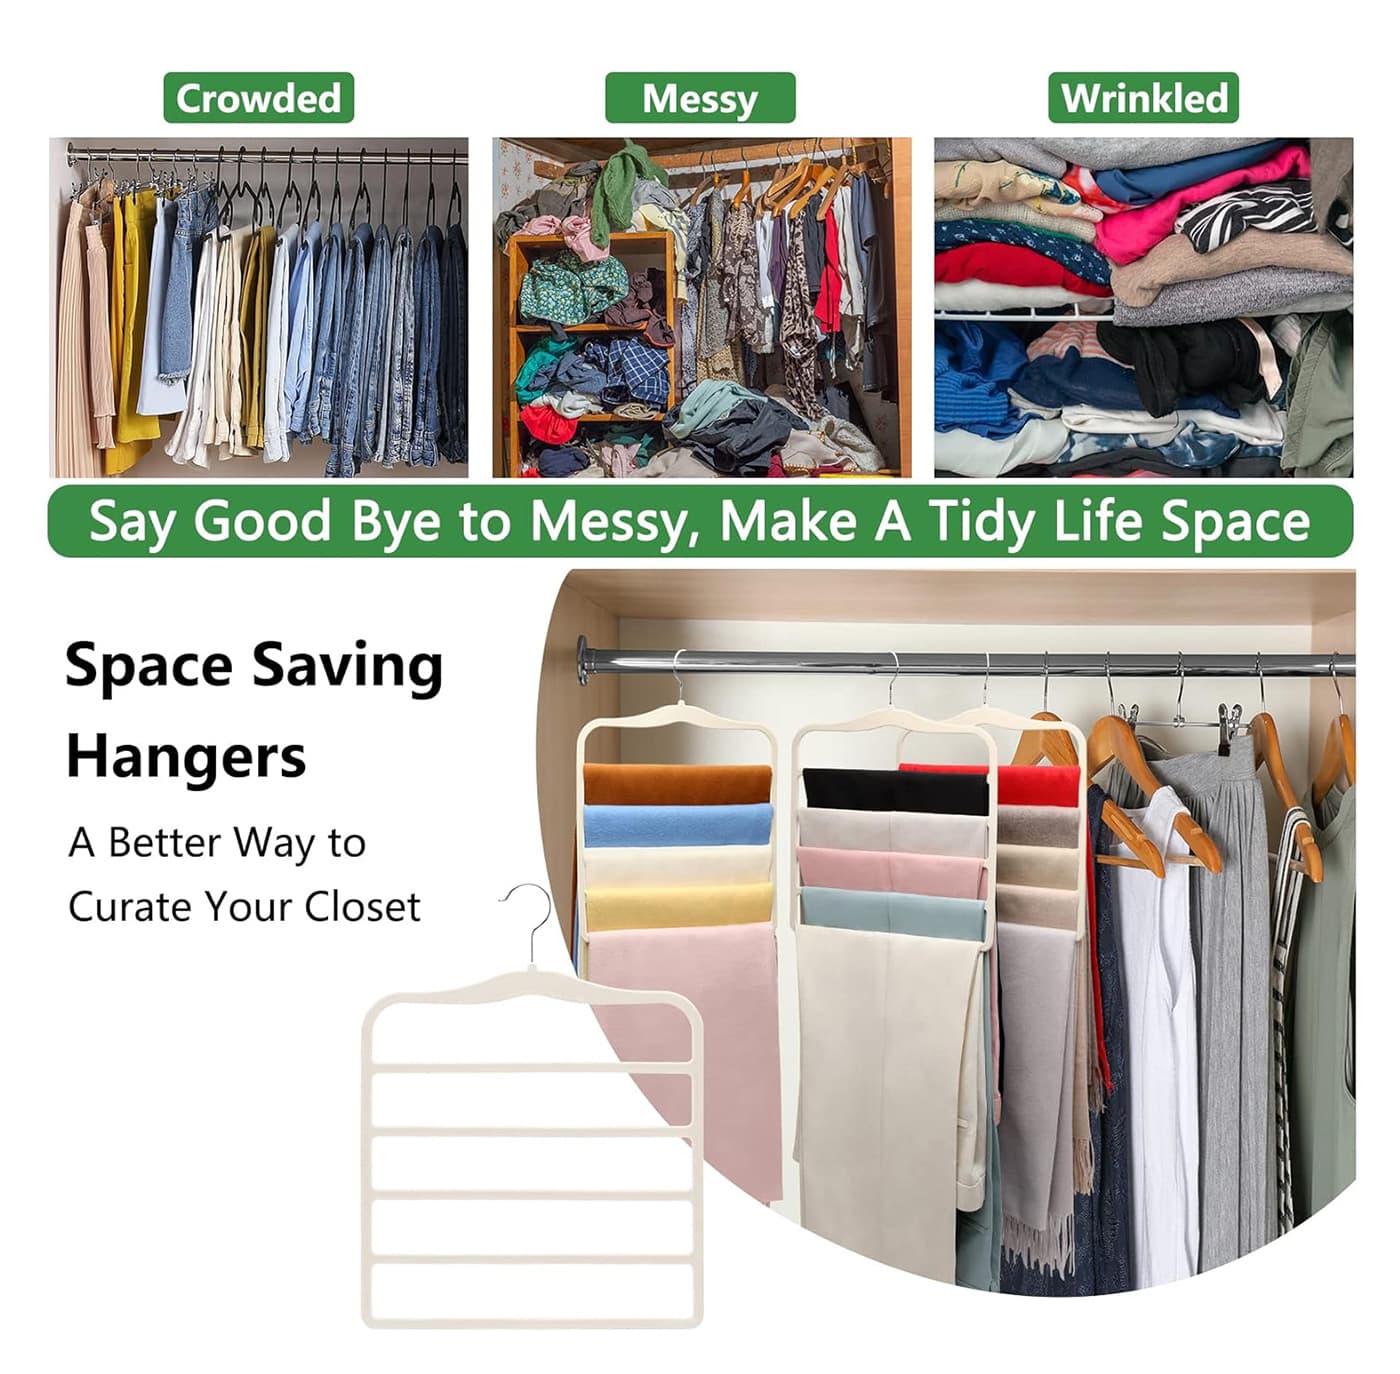 Crowded
Messy
Wrinkled
Say Good Bye to Messy, Make A Tidy Life Space
Space Saving
Hangers
A Better Way to
Curate Your Closet